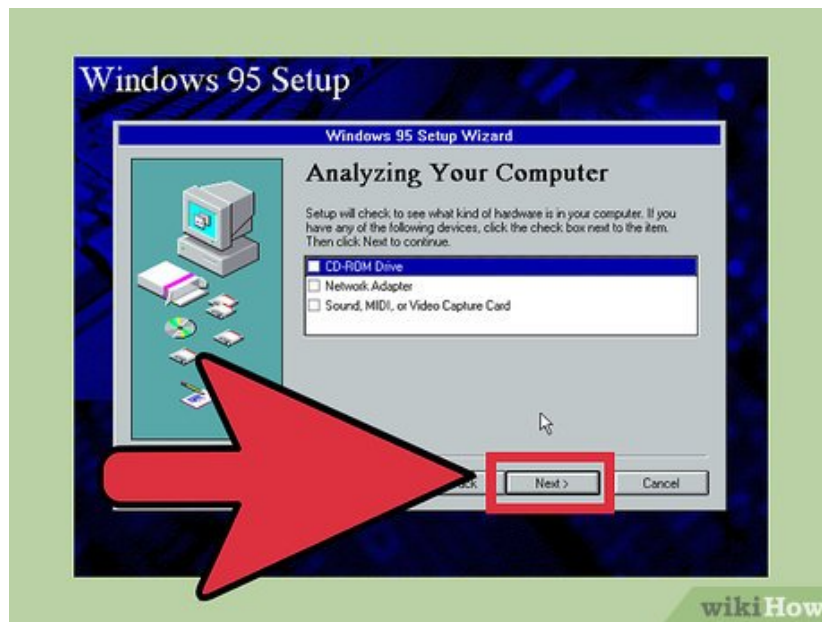 Windows 95 Setup
Windows 95 Setup Wizard
Analyzing Your Computer
Setup will check to see what kind of hardware is in your computer. If you
have any of the following devices, click the check box next to the item.
Then click Next to continue.
CD-ROM Drive
Network Adapter
Sound, MIDI, or Video Capture Card
Next >
Cancel
wikiHow